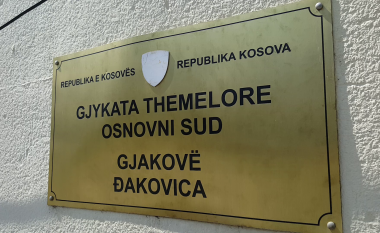 REPUBLIKA E KOSOVËS
REPUBLIKA KOSOVA
GJYKATA THEMELORE
OSNOVNI SUD
GJAKOVË
ĐAKOVICA